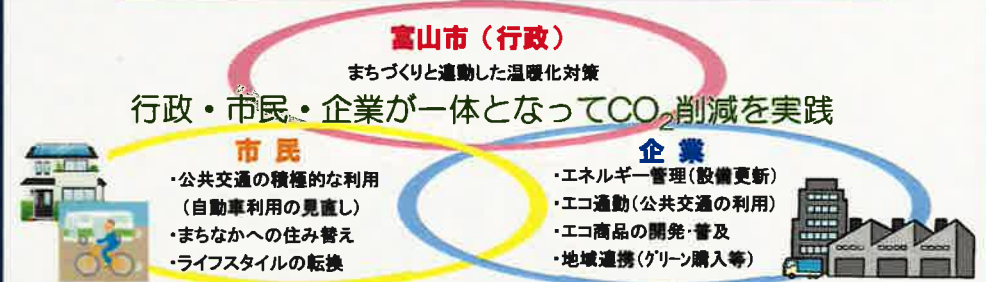 富山市（行政）
まちづくりと連動した温暖化対策
行政・市民・企業が一体となってCO₂削減を実践
市民
・公共交通の積極的な利用
（自動車利用の見直し）
・まちなかへの住み替え
・ライフスタイルの転換
企業
・エネルギー管理(設備更新)
・エコ通勤(公共交通の利用)
・エコ商品の開発・普及
・地域連携(グリーン購入等)